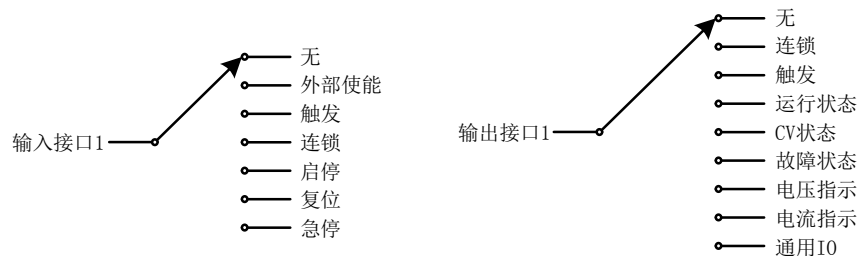 输入接口1
无
外部使能
触发
连锁
启停
复位
急停
输出接口1
无
连锁
触发
运行状态
CV状态
故障状态
电压指示
电流指示
通用IO